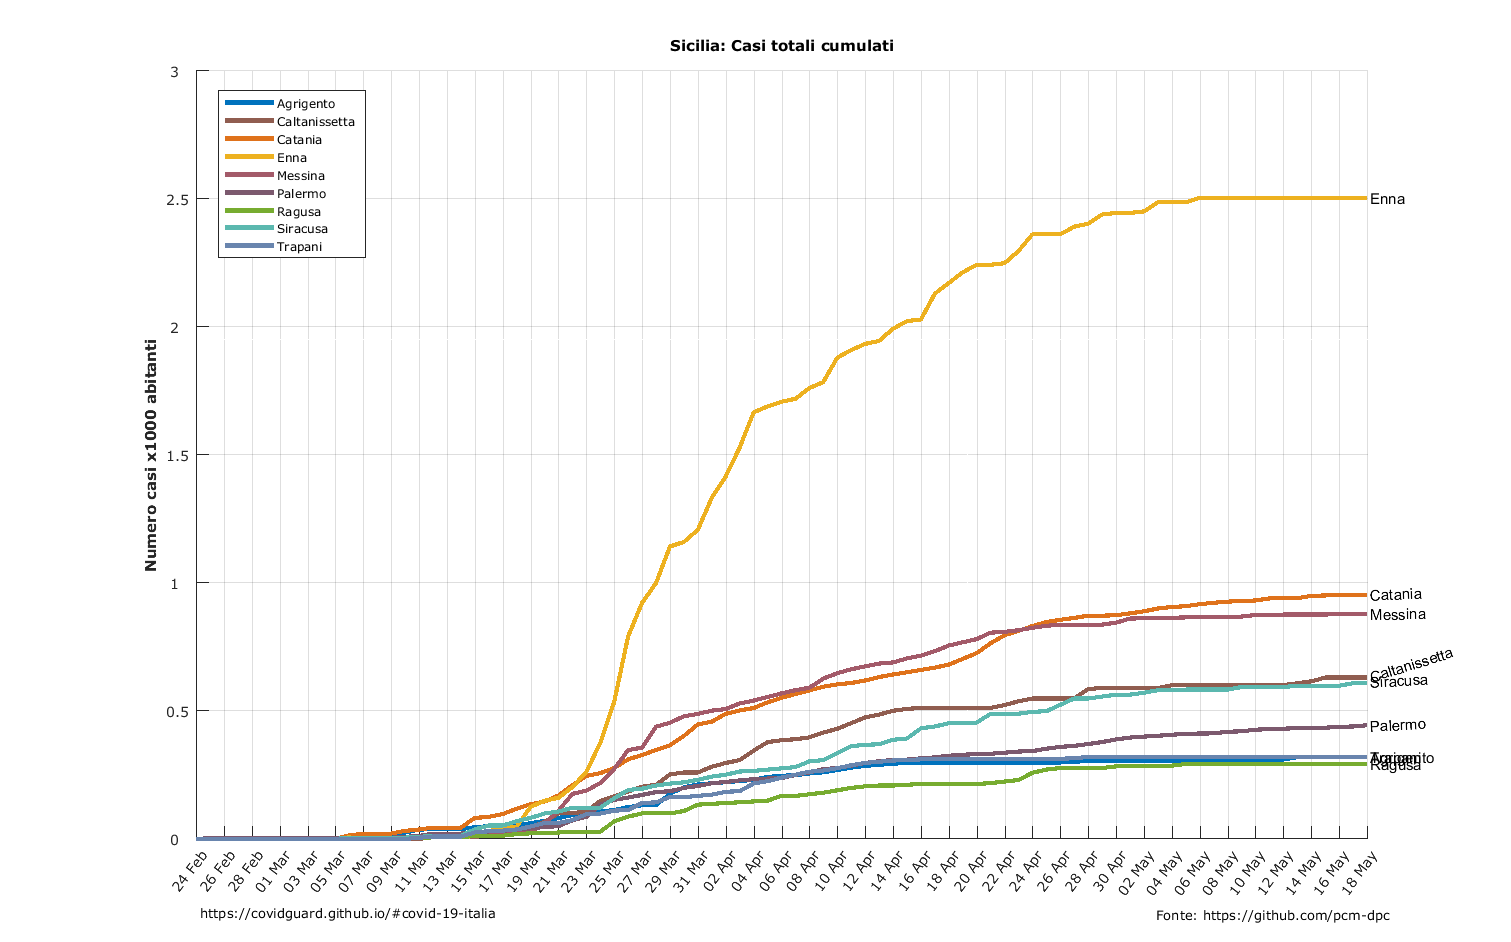 Sicilia: Casi totali cumulati
Numero casi x1000 abitanti
3
2.5
2
1.5
1
0.5
0
Agrigento
Caltanissetta
Catania
Enna
Messina
Palermo
Ragusa
Siracusa
Trapani
Enna
Catania
Messina
Caltanissetta
Siracusa
Palermo
Trapani
Agrigento
Ragusa
24 Feb
26 Feb
28 Feb
01 Mar
03 Mar
05 Mar
07 Mar
09 Mar
11 Mar
13 Mar
15 Mar
17 Mar
19 Mar
21 Mar
23 Mar
25 Mar
27 Mar
29 Mar
31 Mar
02 Apr
04 Apr
06 Apr
08 Apr
10 Apr
12 Apr
14 Apr
16 Apr
18 Apr
20 Apr
22 Apr
24 Apr
26 Apr
28 Apr
30 Apr
02 May
04 May
06 May
08 May
10 May
12 May
14 May
16 May
18 May
https://covidguard.github.io/#covid-19-italia
Fonte: https://github.com/pcm-dpc